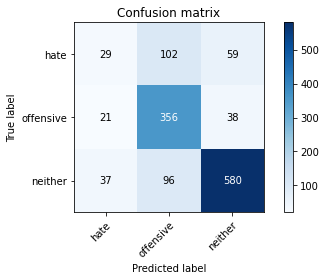 Confusion matrix
True label
hate
29 102 59
offensive
21 356 38
neither
37 96 580
hate offensive neither
Predicted label
500
400
300
200
100